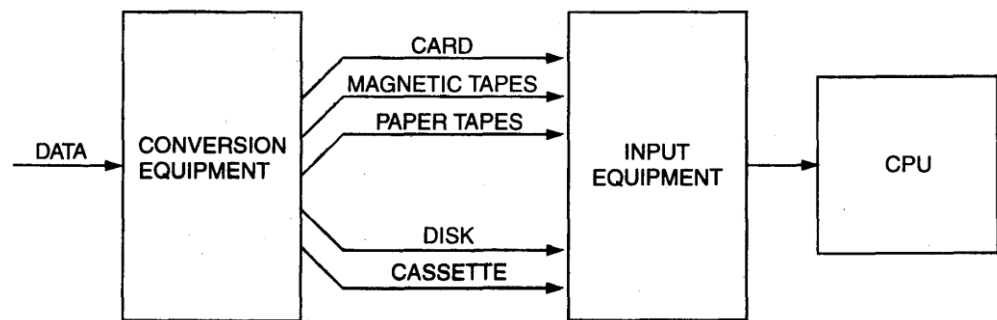 DATA
CONVERSION
EQUIPMENT
CARD
MAGNETIC TAPES
PAPER TAPES
DISK
CASSETTE
INPUT
EQUIPMENT
CPU